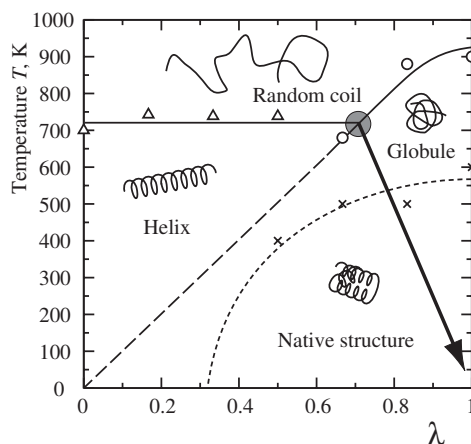 Temperature T, K
1000
900
800
700
600
500
400
300
200
100
0
Random coil
Globule
Helix
Native structure
0
0.2
0.4
0.6
0.8
1
λ